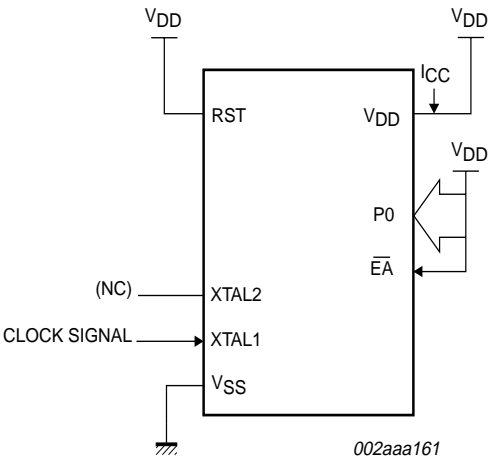 VDD
VDD
ICC
RST
VDD
VDD
P0
EA
(NC)
XTAL2
CLOCK SIGNAL
XTAL1
VSS
002aaa161